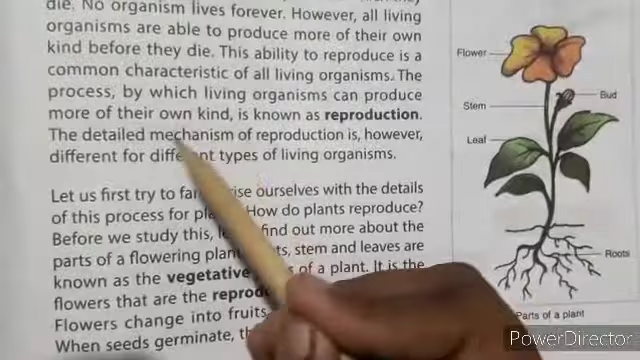 die. No organism lives forever. However, all living
organisms are able to produce more of their own
kind before they die. This ability to reproduce is a
common characteristic of all living organisms. The
process, by which living organisms can produce
more of their own kind, is known as reproduction.
The detailed mechanism of reproduction is, however,
different for different types of living organisms.
Let us first try to ourselves with the details
of this process for How do plants reproduce?
Before we study this, find out more about the
parts of a flowering stem and leaves are
known as the vegetative of a plant. It is the
flowers that are the
Flowers change into fruits
When seeds germinate,
Flower
Bud
Stem
Leaf
Roots
Parts of a plant
PowerDirector